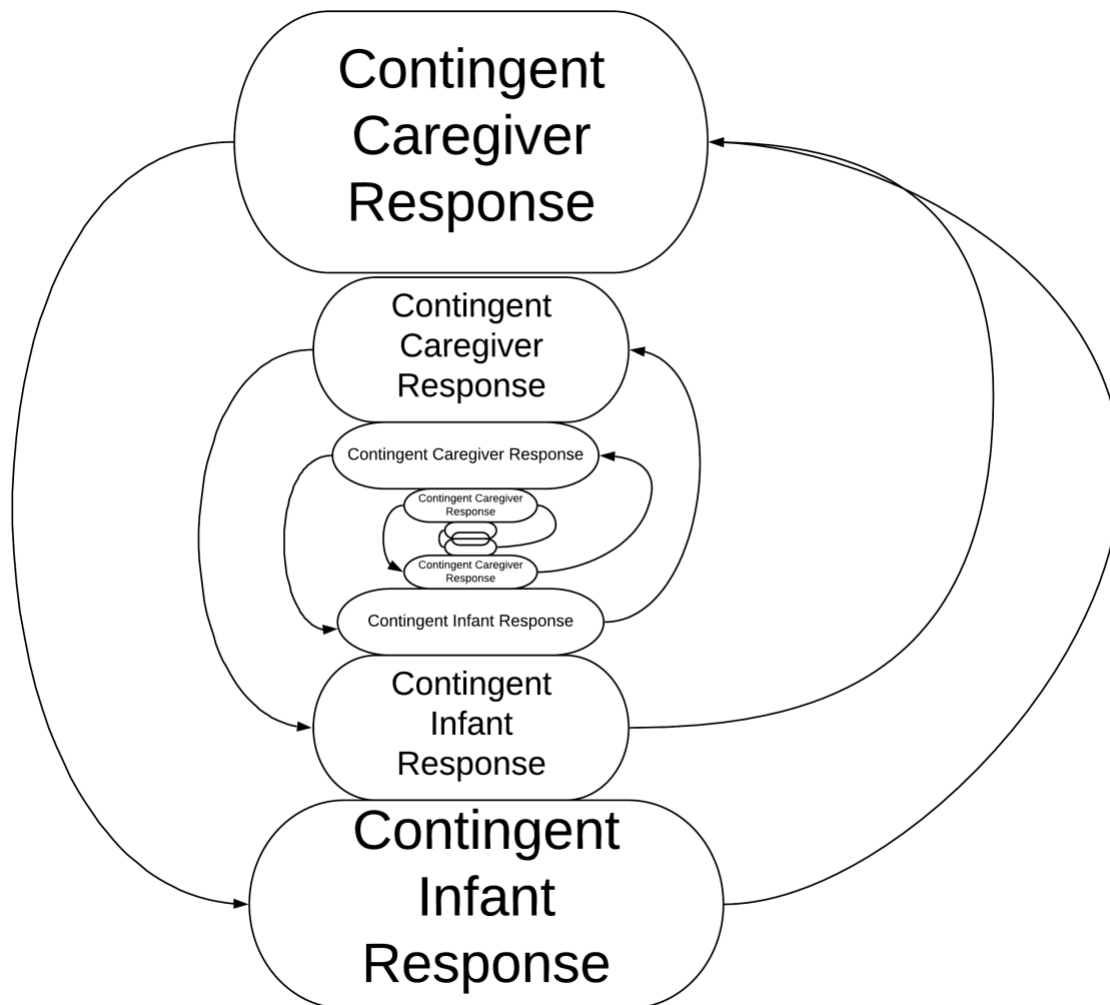 Contingent
Caregiver
Response
Contingent
Caregiver
Response
Contingent Caregiver Response
Contingent Caregiver
Response
Contingent Caregiver
Response
Contingent Infant Response
Contingent
Infant
Response
Contingent
Infant
Response